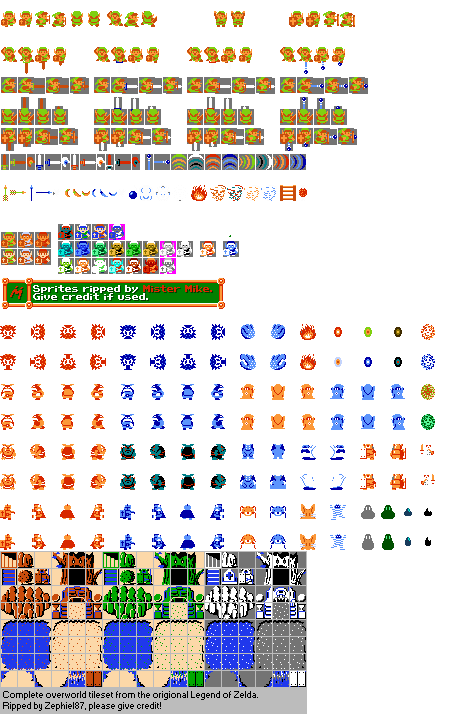 Sprites ripped by Mister Mike.
Give credit if used.
Complete overworld tileset from the origional Legend of Zelda.
Ripped by Zephiel87, please give credit!